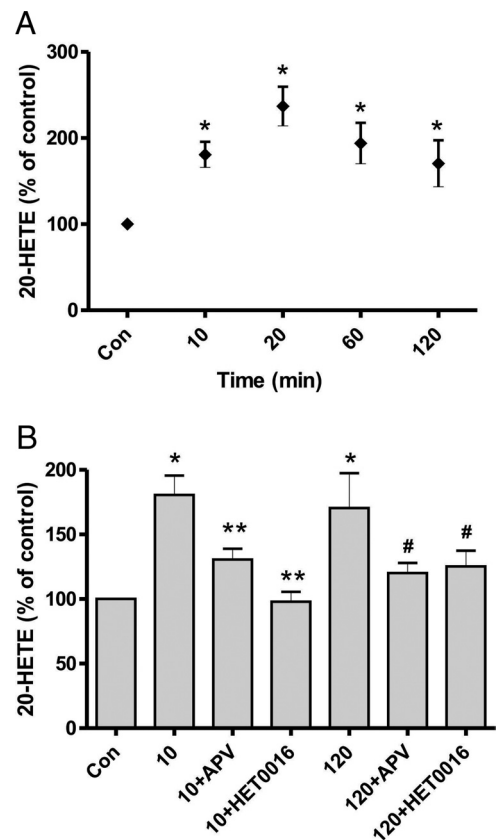 A
20-HETE (% of control)
300
200
100
0
*
*
*
*
Con
10
20
60
120
Time (min)
B
20-HETE (% of control)
200
150
100
50
0
*
**
**
*
#
#
Con
10
10+APV
10+HET0016
120
120+APV
120+HET0016